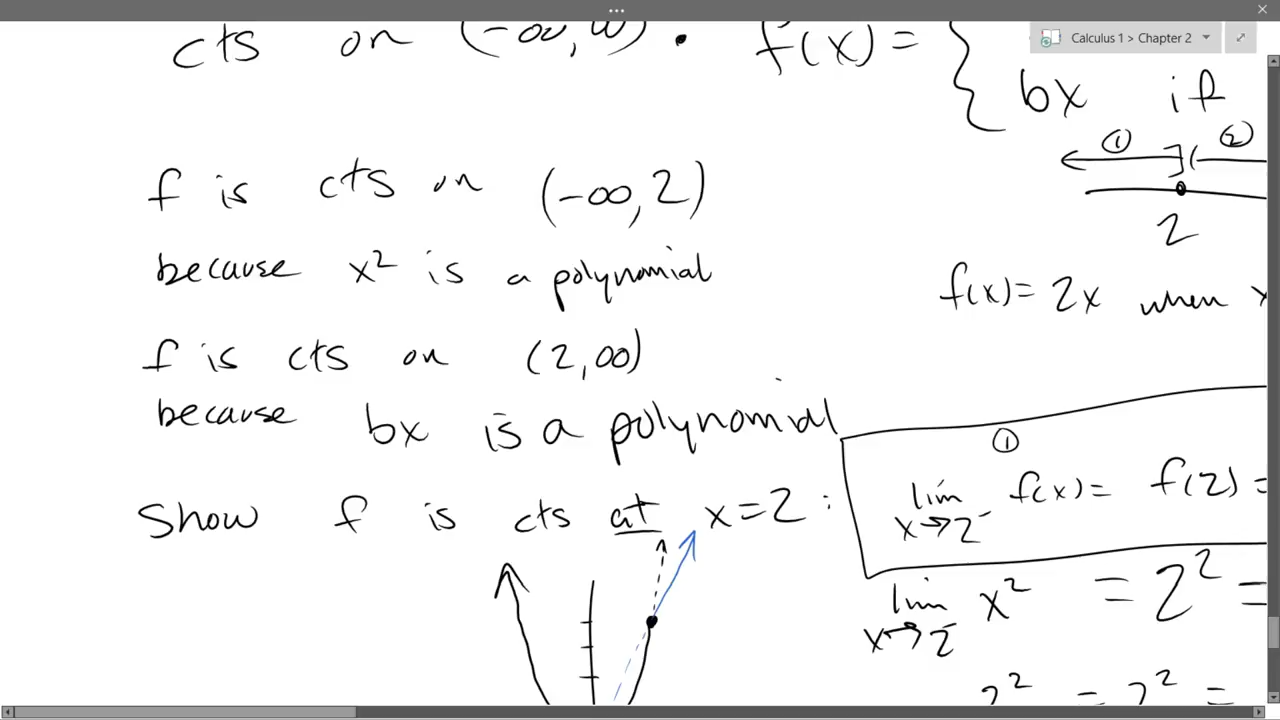 Calculus 1 > Chapter 2
cts on (-∞, ∞). f(x) = {
bx if
① ②
2
f is cts on (-∞, 2)
because x² is a polynomial
f(x) = 2x when x
f is cts on (2, ∞)
because bx is a polynomial
Show f is cts at x = 2 :
①
lim f(x) = f(2) =
x→2⁻
lim x² = 2² =
x→2⁻
2² = 2² =